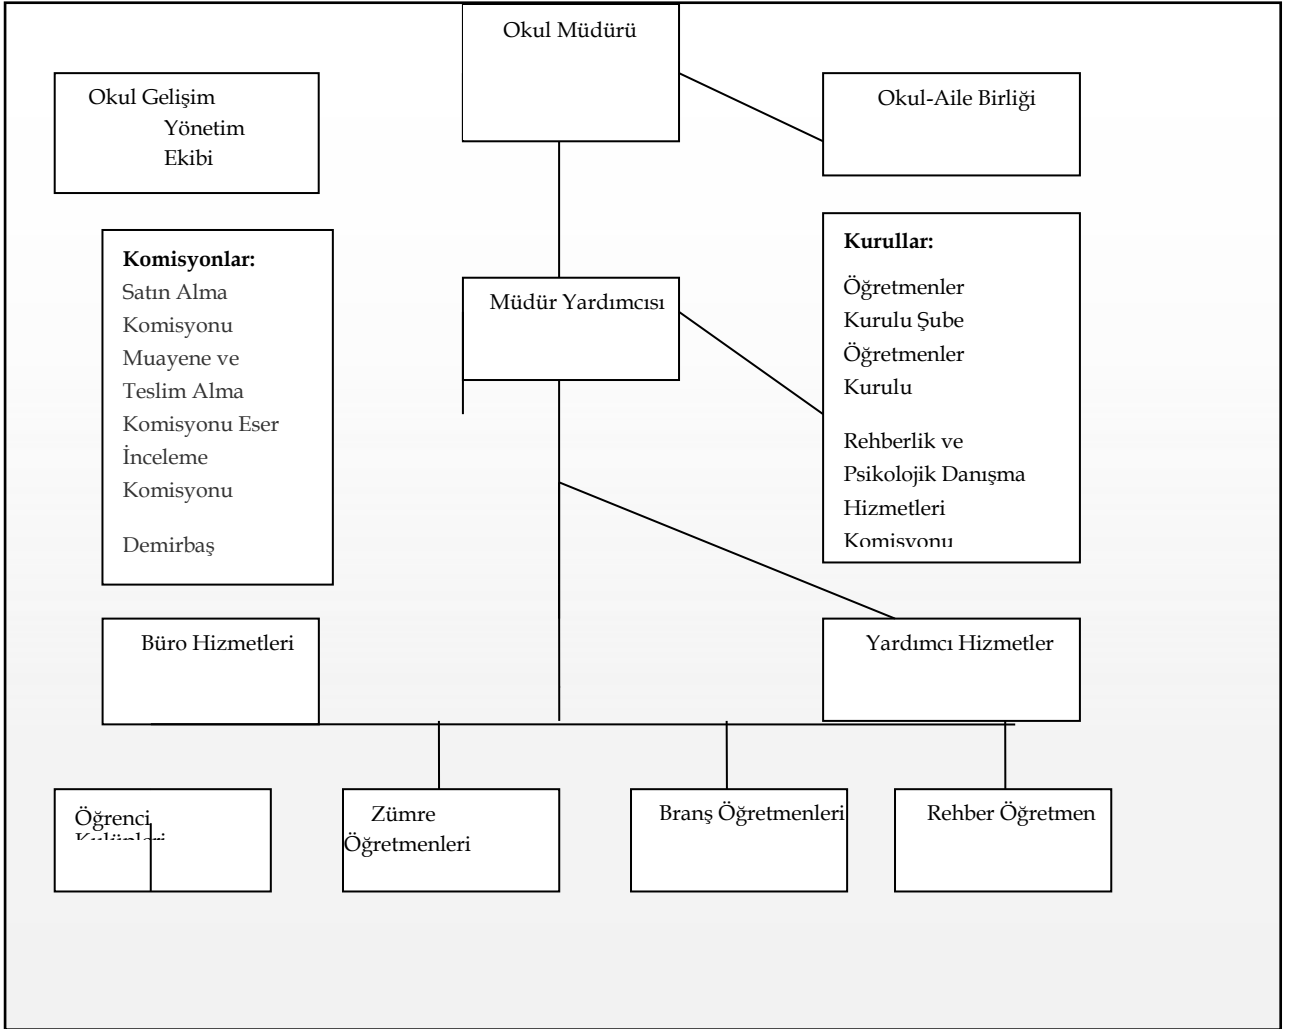 Okul Müdürü
Okul Gelişim
Yönetim
Ekibi
Okul-Aile Birliği
Komisyonlar:
Satın Alma
Komisyonu
Muayene ve
Teslim Alma
Komisyonu Eser
İnceleme
Komisyonu
Demirbaş
Müdür Yardımcısı
Kurullar:
Öğretmenler
Kurulu Şube
Öğretmenler
Kurulu
Rehberlik ve
Psikolojik Danışma
Hizmetleri
Komisyonu
Büro Hizmetleri
Yardımcı Hizmetler
Öğrenci
Kulüpleri
Zümre
Öğretmenleri
Branş Öğretmenleri
Rehber Öğretmen